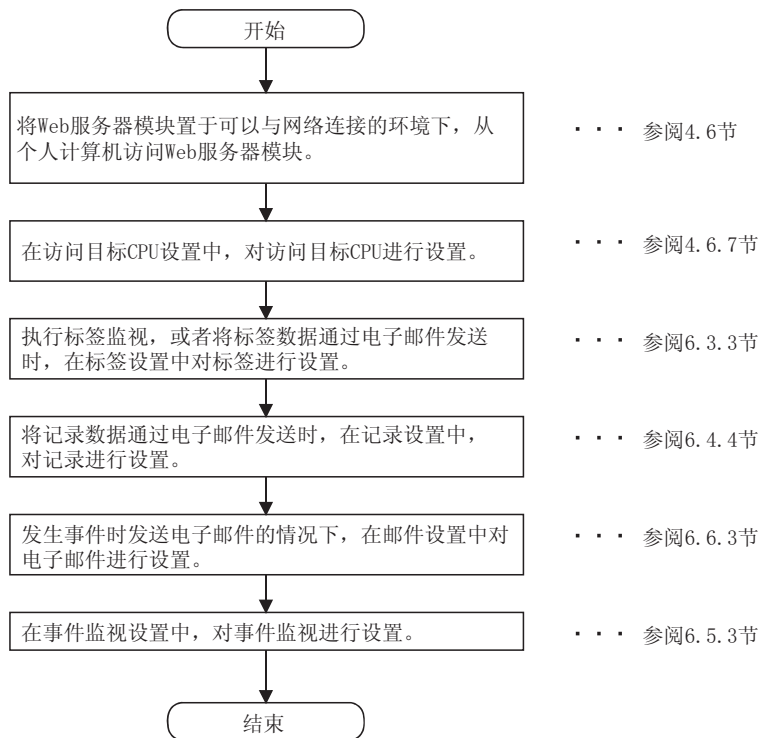 开始
将Web服务器模块置于可以与网络连接的环境下，从
个人计算机访问Web服务器模块。
··· 参阅4.6节
在访问目标CPU设置中，对访问目标CPU进行设置。
··· 参阅4.6.7节
执行标签监视，或者将标签数据通过电子邮件发送
时，在标签设置中对标签进行设置。
··· 参阅6.3.3节
将记录数据通过电子邮件发送时，在记录设置中，
对记录进行设置。
··· 参阅6.4.4节
发生事件时发送电子邮件的情况下，在邮件设置中对
电子邮件进行设置。
··· 参阅6.6.3节
在事件监视设置中，对事件监视进行设置。
··· 参阅6.5.3节
结束